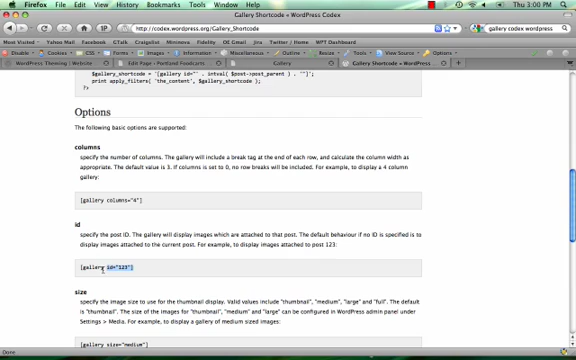 Firefox File Edit View History Bookmarks Tools Window Help Thu 3:00 PM
Gallery Shortcode « WordPress Codex
http://codex.wordpress.org/Gallery_Shortcode
gallery codex wordpress
Most Visited Yahoo Mail Facebook GTalk Craigslist Minimova Google Jim Twitter / Home WPT Dashboard
Disable Cookies CSS Forms Images Information Miscellaneous Outline Resize Tools View Source Options
WordPress Theming | Website Edit Page ‹ Portland Foodcarts Gallery Gallery Shortcode « WordPress C...
$gallery_shortcode = '[gallery id="' . intval( $post->post_parent ) . '"]';
print apply_filters( 'the_content', $gallery_shortcode );
?>
Options
The following basic options are supported:
columns
specify the number of columns. The gallery will include a break tag at the end of each row, and calculate the column width as
appropriate. The default value is 3. If columns is set to 0, no row breaks will be included. For example, to display a 4 column
gallery:
[gallery columns="4"]
id
specify the post ID. The gallery will display images which are attached to that post. The default behaviour if no ID is specified is to
display images attached to the current post. For example, to display images attached to post 123:
[gallery id="123"]
size
specify the image size to use for the thumbnail display. Valid values include "thumbnail", "medium", "large" and "full". The default
is "thumbnail". The size of the images for "thumbnail", "medium" and "large" can be configured in WordPress admin panel under
Settings > Media. For example, to display a gallery of medium sized images:
[gallery size="medium"]
Done